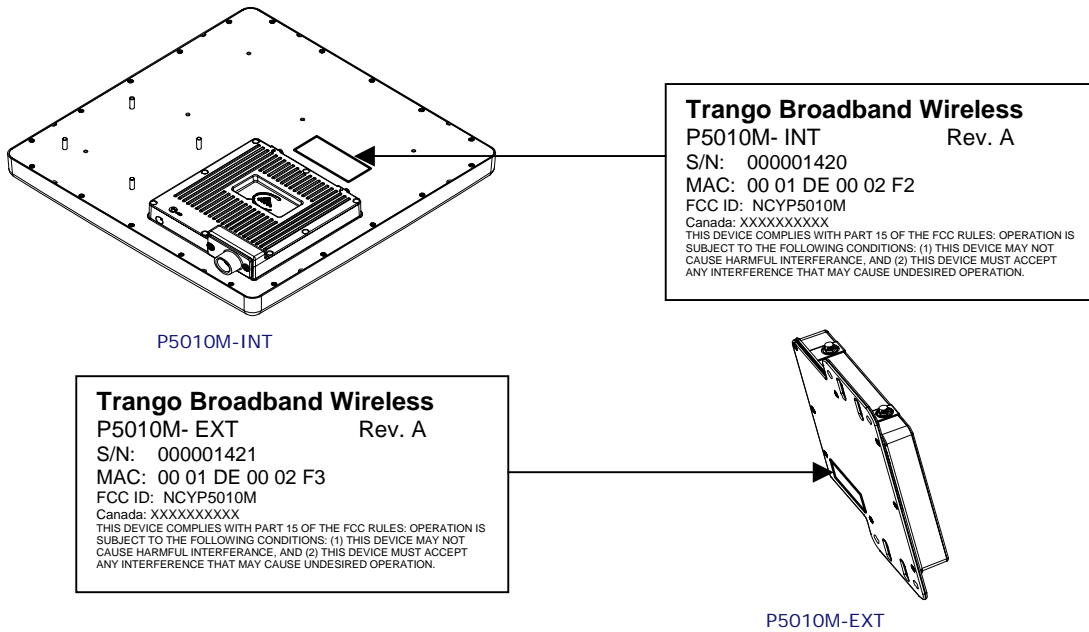 Trango Broadband Wireless
P5010M- INT Rev. A
S/N: 000001420
MAC: 00 01 DE 00 02 F2
FCC ID: NCYP5010M
Canada: XXXXXXXXXX
THIS DEVICE COMPLIES WITH PART 15 OF THE FCC RULES: OPERATION IS
SUBJECT TO THE FOLLOWING CONDITIONS: (1) THIS DEVICE MAY NOT
CAUSE HARMFUL INTERFERANCE, AND (2) THIS DEVICE MUST ACCEPT
ANY INTERFERENCE THAT MAY CAUSE UNDESIRED OPERATION.
P5010M-INT
Trango Broadband Wireless
P5010M- EXT Rev. A
S/N: 000001421
MAC: 00 01 DE 00 02 F3
FCC ID: NCYP5010M
Canada: XXXXXXXXXX
THIS DEVICE COMPLIES WITH PART 15 OF THE FCC RULES: OPERATION IS
SUBJECT TO THE FOLLOWING CONDITIONS: (1) THIS DEVICE MAY NOT
CAUSE HARMFUL INTERFERANCE, AND (2) THIS DEVICE MUST ACCEPT
ANY INTERFERENCE THAT MAY CAUSE UNDESIRED OPERATION.
P5010M-EXT